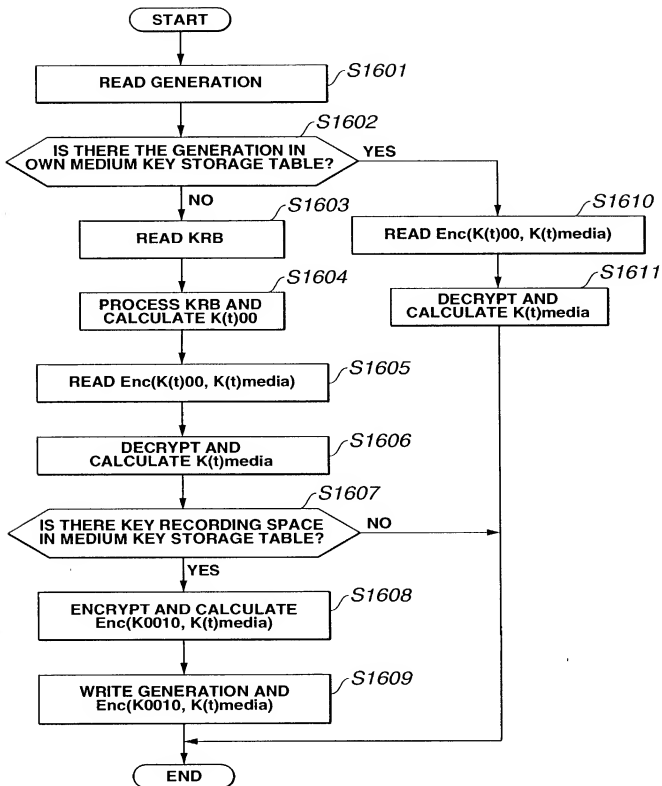 START
READ GENERATION
S1601
IS THERE THE GENERATION IN
OWN MEDIUM KEY STORAGE TABLE?
S1602
YES
NO
READ KRB
S1603
PROCESS KRB AND
CALCULATE K(t)00
S1604
READ Enc(K(t)00, K(t)media)
S1605
DECRYPT AND
CALCULATE K(t)media
S1606
IS THERE KEY RECORDING SPACE
IN MEDIUM KEY STORAGE TABLE?
S1607
NO
YES
ENCRYPT AND CALCULATE
Enc(K0010, K(t)media)
S1608
WRITE GENERATION AND
Enc(K0010, K(t)media)
S1609
READ Enc(K(t)00, K(t)media)
S1610
DECRYPT AND
CALCULATE K(t)media
S1611
END